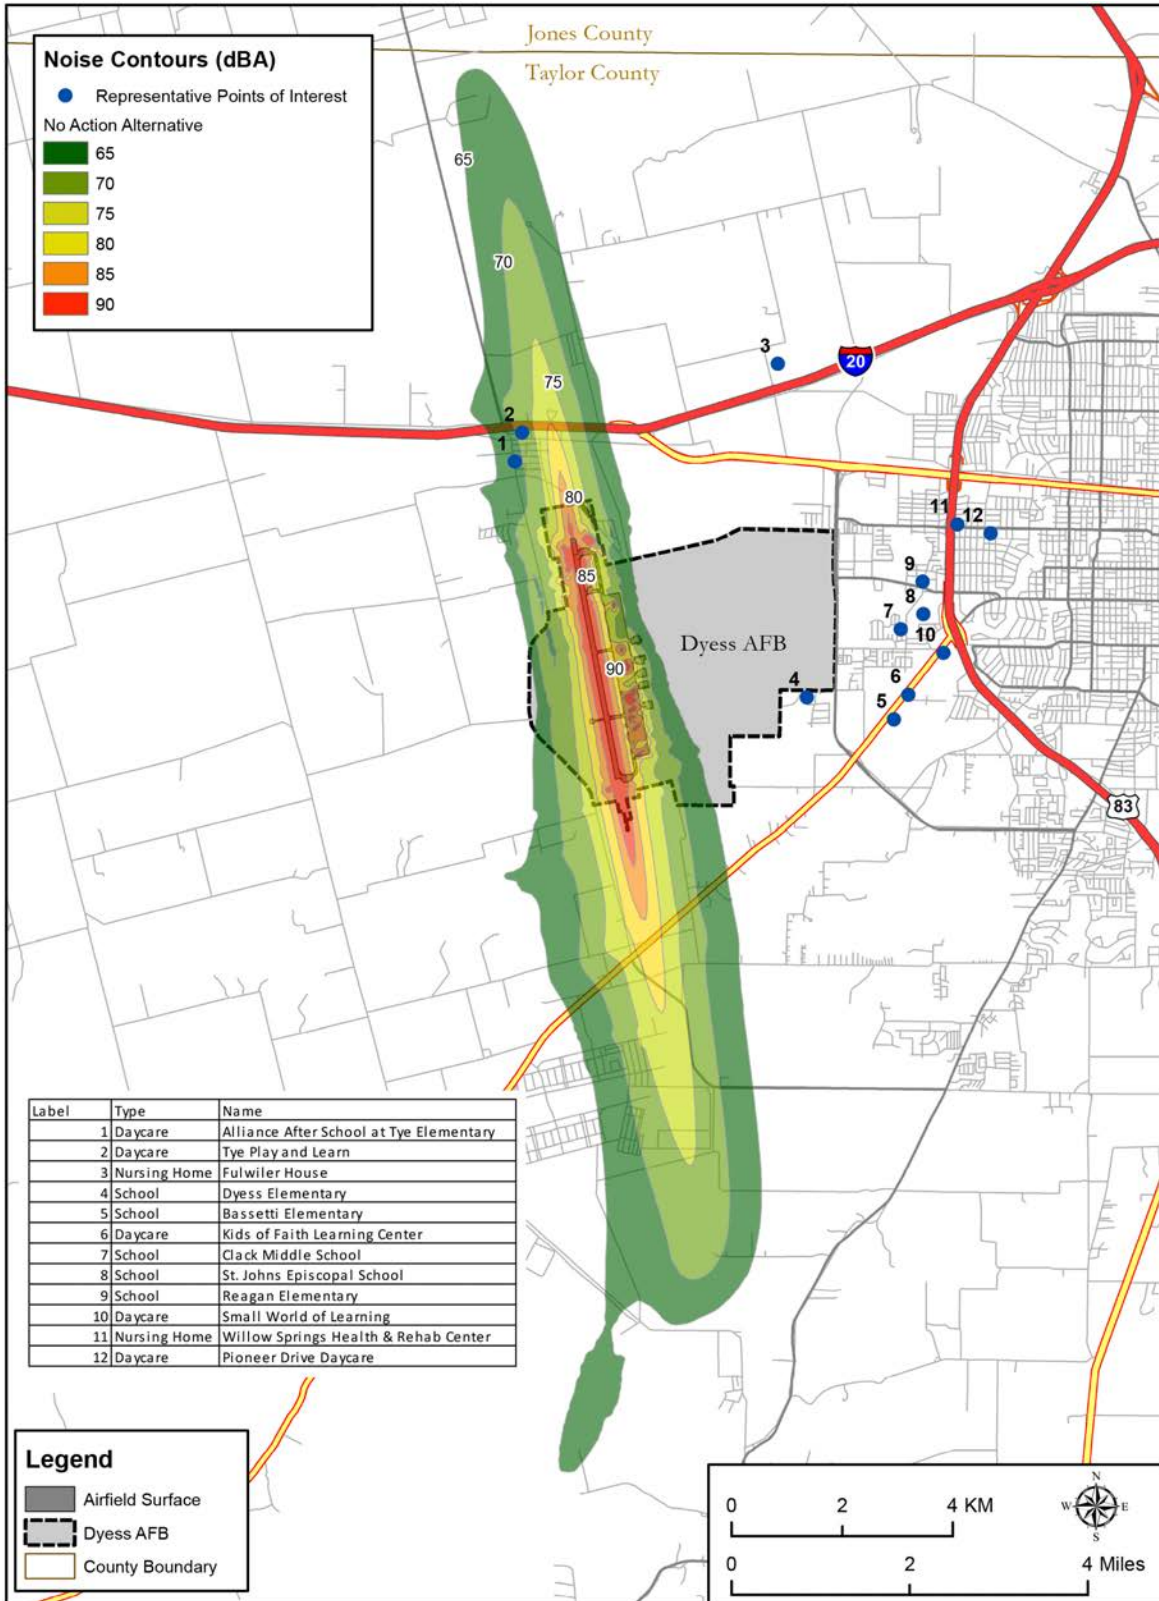 Jones County
Taylor County
Noise Contours (dBA)
Representative Points of Interest
No Action Alternative
65
70
75
80
85
90
65
70
75
80
85
90
3
20
2
1
11
12
9
8
7
10
Dyess AFB
4
6
5
83
Label Type Name
1 Daycare Alliance After School at Tye Elementary
2 Daycare Tye Play and Learn
3 Nursing Home Fulwiler House
4 School Dyess Elementary
5 School Bassetti Elementary
6 Daycare Kids of Faith Learning Center
7 School Clack Middle School
8 School St. Johns Episcopal School
9 School Reagan Elementary
10 Daycare Small World of Learning
11 Nursing Home Willow Springs Health & Rehab Center
12 Daycare Pioneer Drive Daycare
Legend
Airfield Surface
Dyess AFB
County Boundary
0 2 4 KM
N
W E
S
0 2 4 Miles